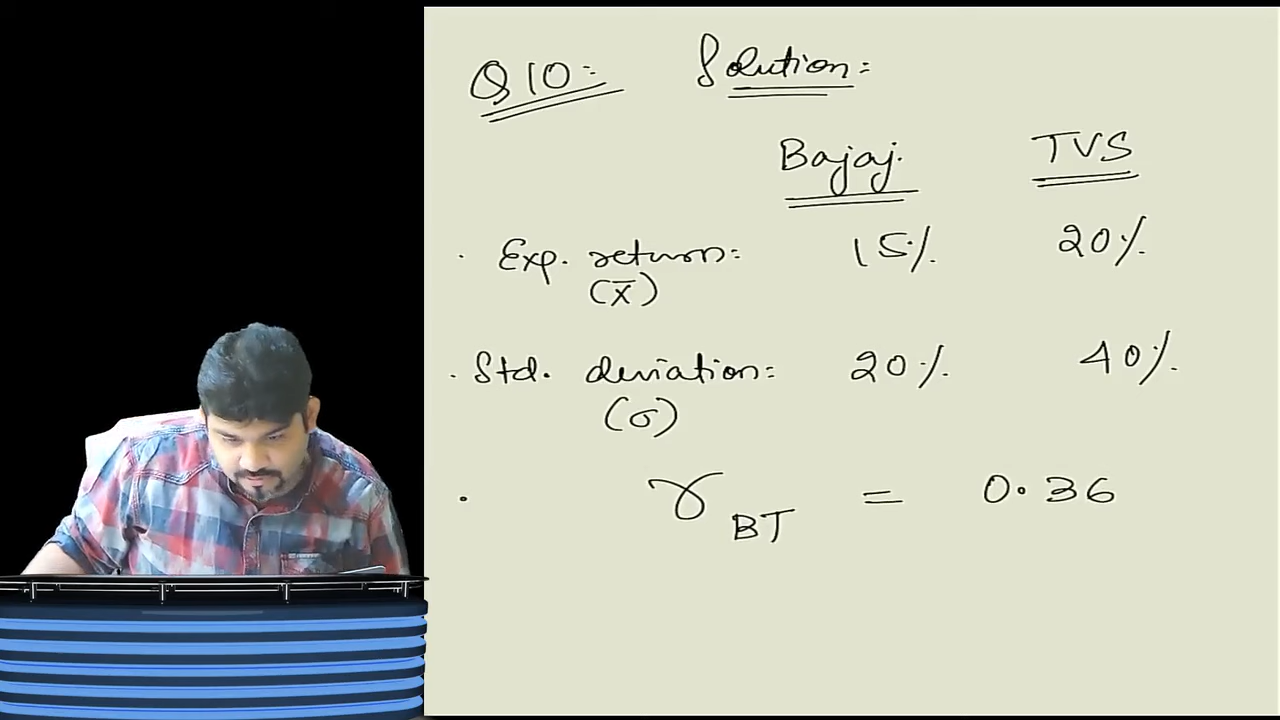 Q10:- Solution:-
Bajaj. TVS
· Exp. return:- 15% 20%
(x̄)
· Std. deviation:- 20% 40%
(σ)
· r BT = 0.36